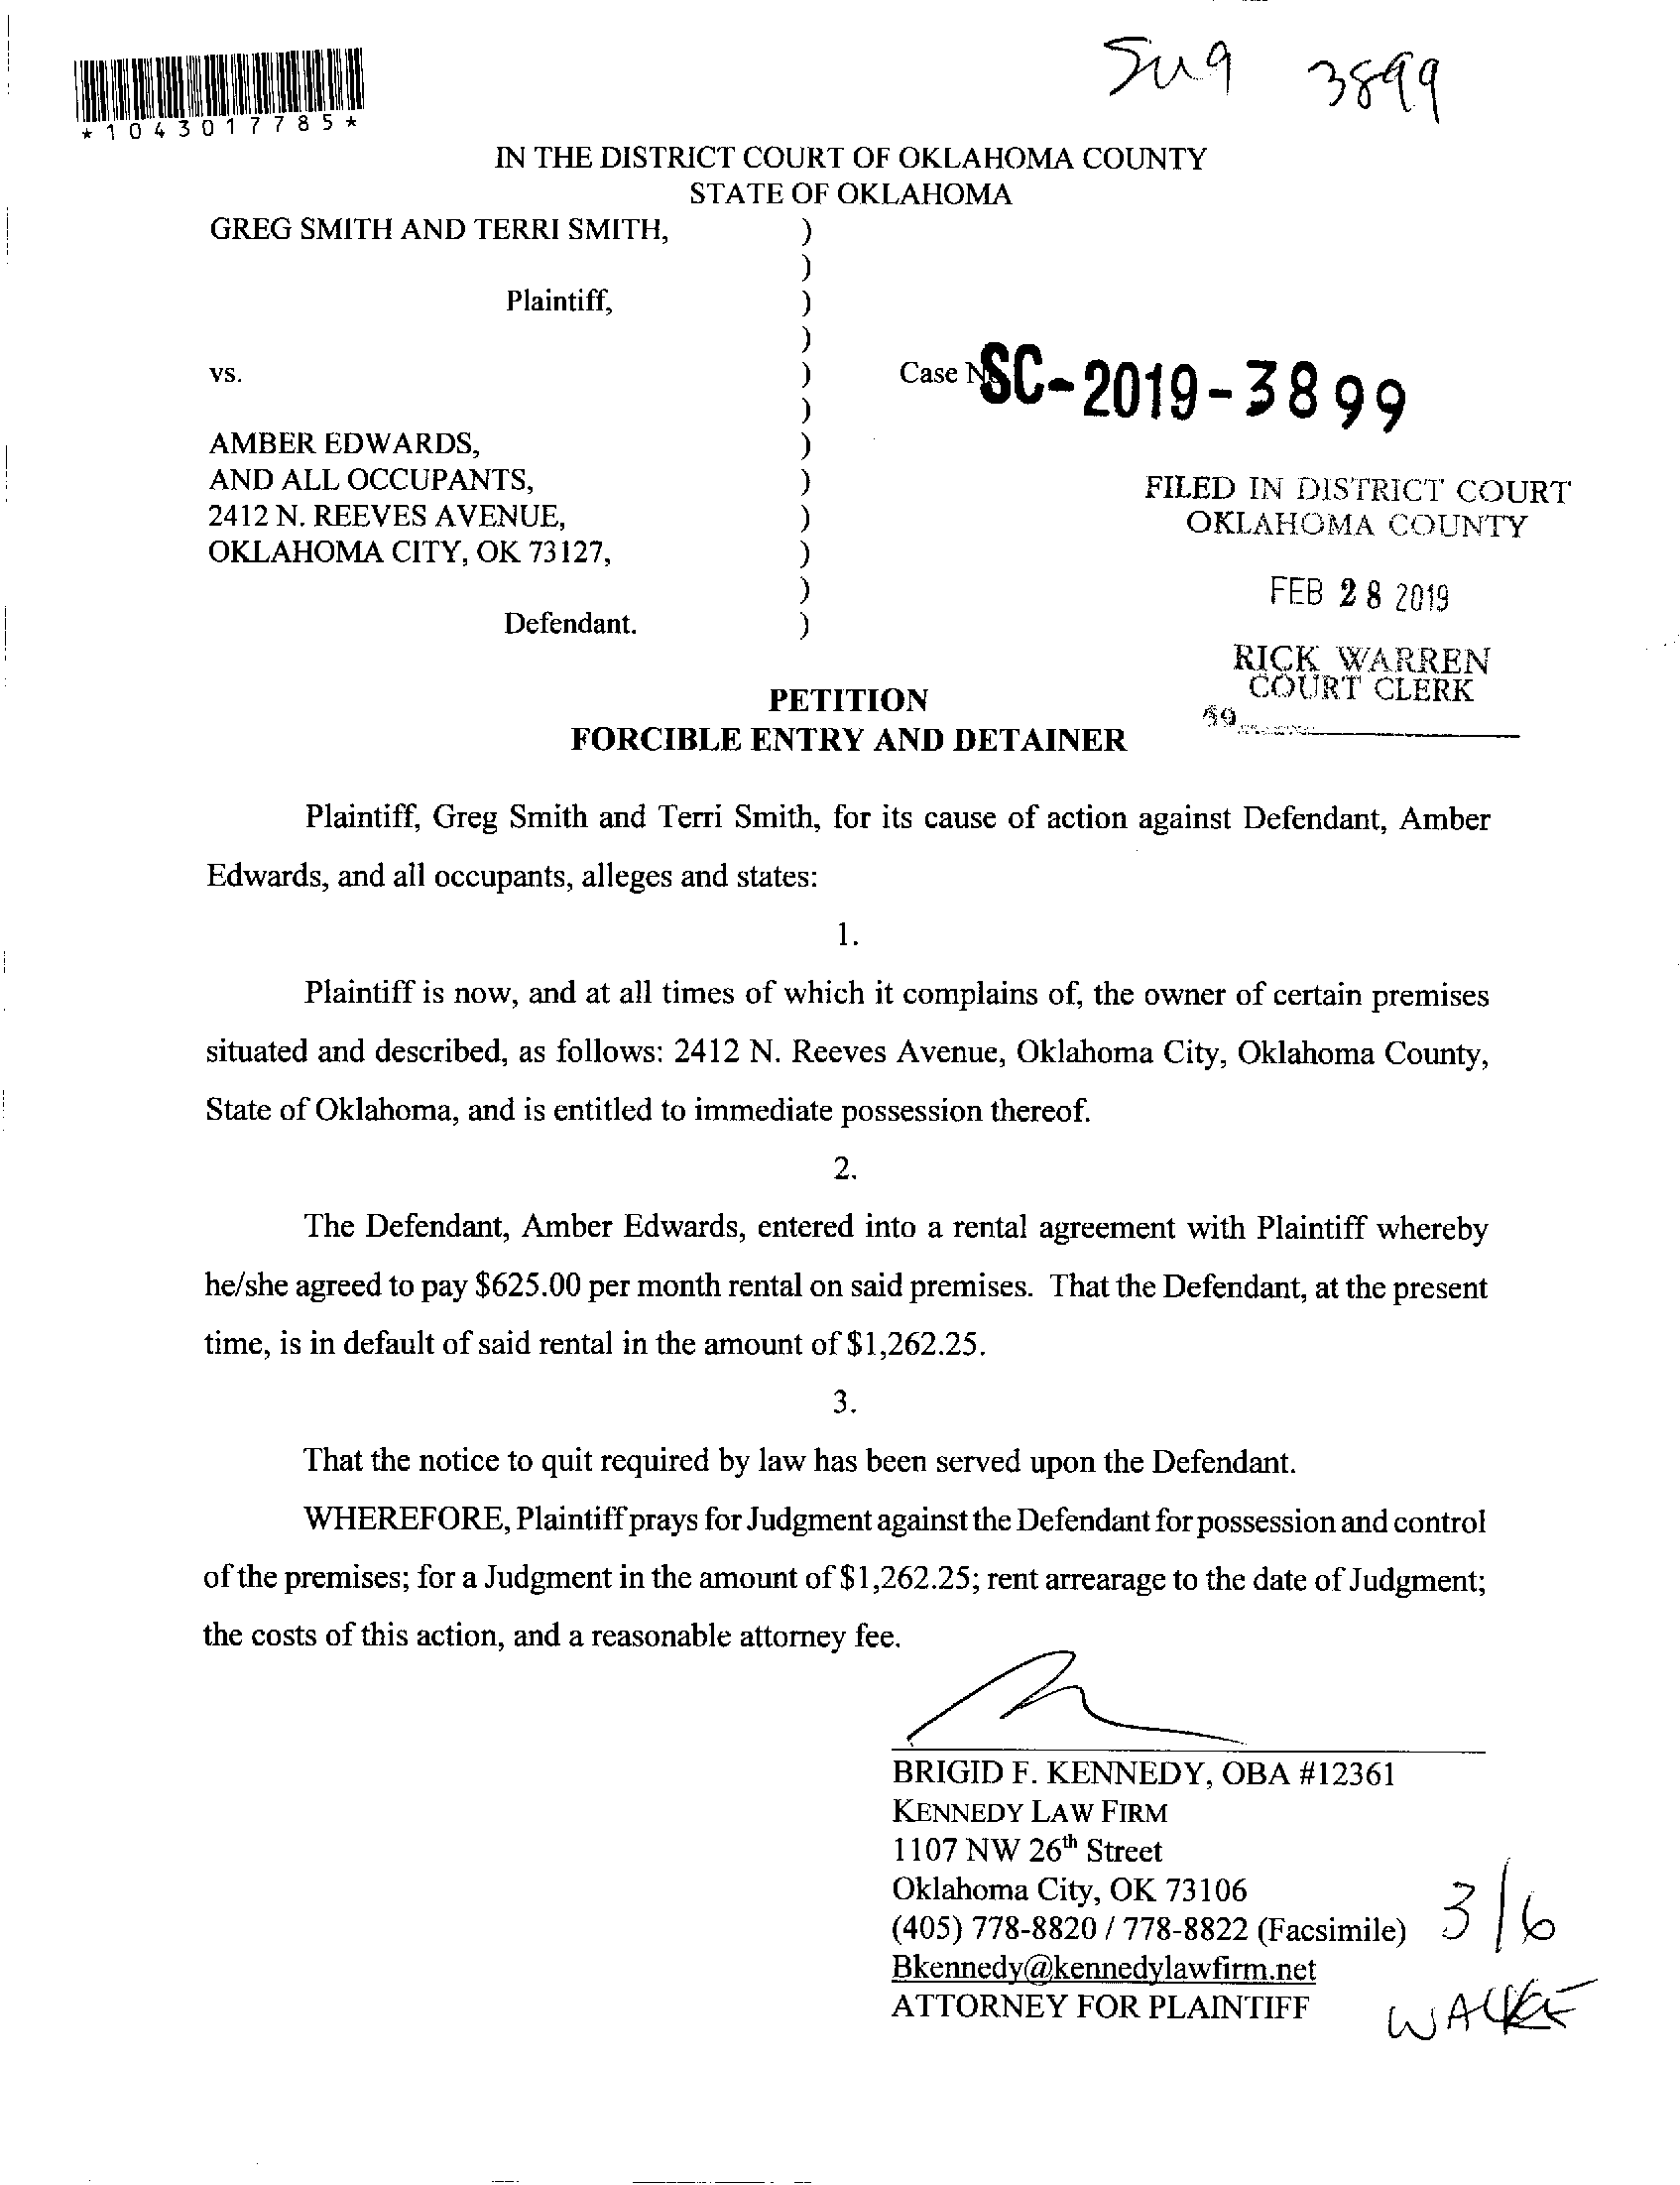 3899
*1043017785*
IN THE DISTRICT COURT OF OKLAHOMA COUNTY
STATE OF OKLAHOMA
GREG SMITH AND TERRI SMITH, )
)
Plaintiff, )
)
vs. ) Case No. SC-2019-3899
)
AMBER EDWARDS, )
AND ALL OCCUPANTS, )
2412 N. REEVES AVENUE, )
OKLAHOMA CITY, OK 73127, )
)
Defendant. )
FILED IN DISTRICT COURT
OKLAHOMA COUNTY
FEB 28 2019
RICK WARREN
COURT CLERK
PETITION
FORCIBLE ENTRY AND DETAINER
Plaintiff, Greg Smith and Terri Smith, for its cause of action against Defendant, Amber
Edwards, and all occupants, alleges and states:
1.
Plaintiff is now, and at all times of which it complains of, the owner of certain premises
situated and described, as follows: 2412 N. Reeves Avenue, Oklahoma City, Oklahoma County,
State of Oklahoma, and is entitled to immediate possession thereof.
2.
The Defendant, Amber Edwards, entered into a rental agreement with Plaintiff whereby
he/she agreed to pay $625.00 per month rental on said premises. That the Defendant, at the present
time, is in default of said rental in the amount of $1,262.25.
3.
That the notice to quit required by law has been served upon the Defendant.
WHEREFORE, Plaintiff prays for Judgment against the Defendant for possession and control
of the premises; for a Judgment in the amount of $1,262.25; rent arrearage to the date of Judgment;
the costs of this action, and a reasonable attorney fee.
BRIGID F. KENNEDY, OBA #12361
KENNEDY LAW FIRM
1107 NW 26th Street
Oklahoma City, OK 73106
(405) 778-8820 / 778-8822 (Facsimile)
Bkennedy@kennedylawfirm.net
ATTORNEY FOR PLAINTIFF
3/6